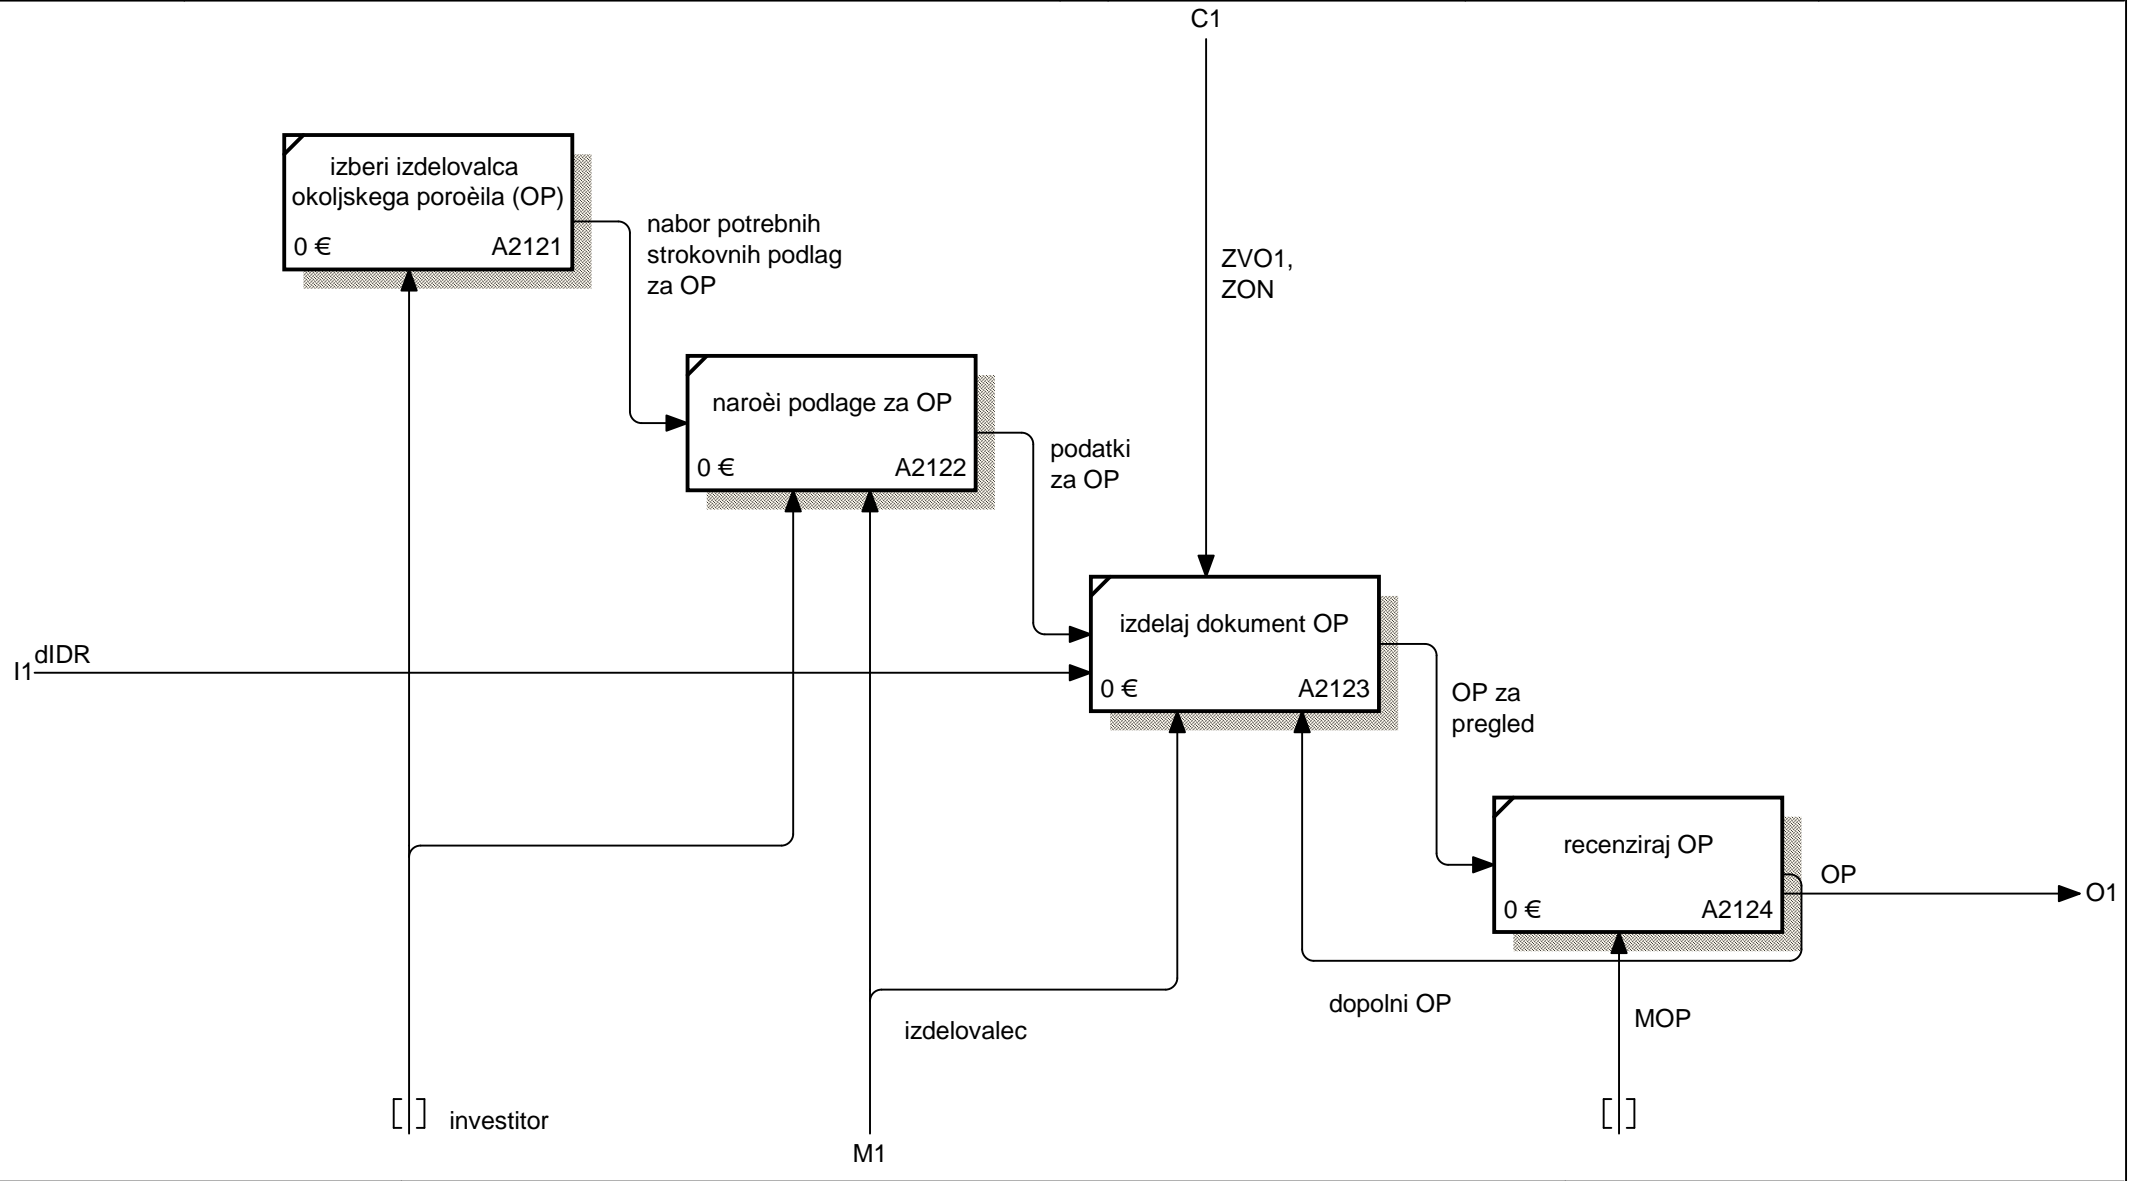 C1
izberi izdelovalca
okoljskega poroèila (OP)
0 €
A2121
nabor potrebnih
strokovnih podlag
za OP
ZVO1,
ZON
naroèi podlage za OP
0 €
A2122
podatki
za OP
izdelaj dokument OP
0 €
A2123
I1
dIDR
OP za
pregled
recenziraj OP
0 €
A2124
OP
O1
dopolni OP
MOP
izdelovalec
investitor
M1